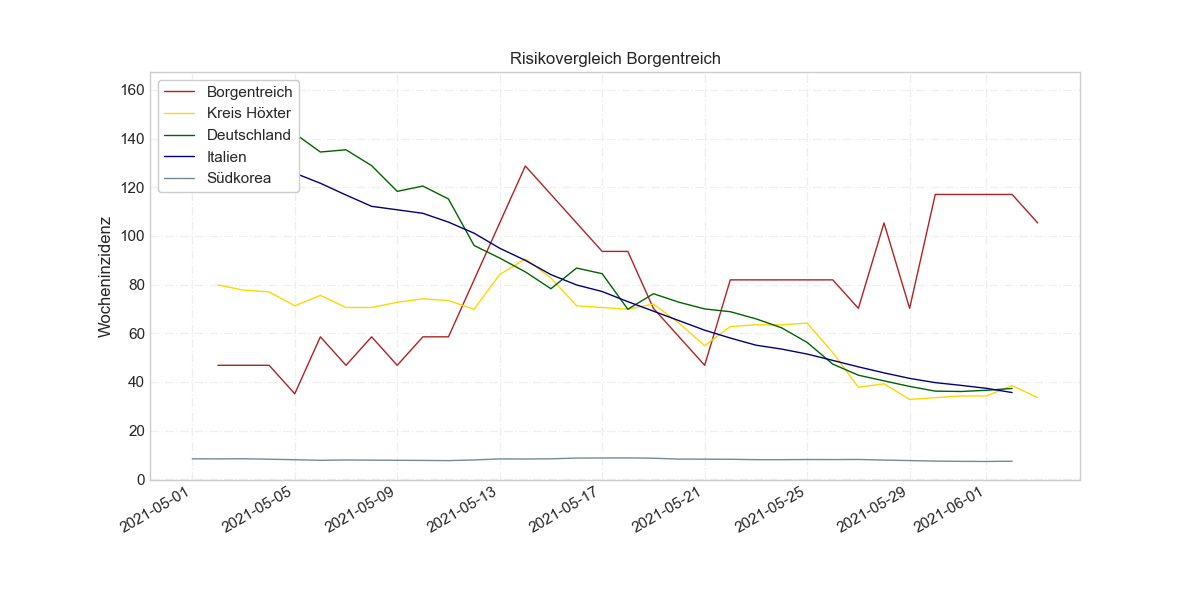 Risikovergleich Borgentreich
Wocheninzidenz
160
140
120
100
80
60
40
20
0
Borgentreich
Kreis Höxter
Deutschland
Italien
Südkorea
2021-05-01
2021-05-05
2021-05-09
2021-05-13
2021-05-17
2021-05-21
2021-05-25
2021-05-29
2021-06-01